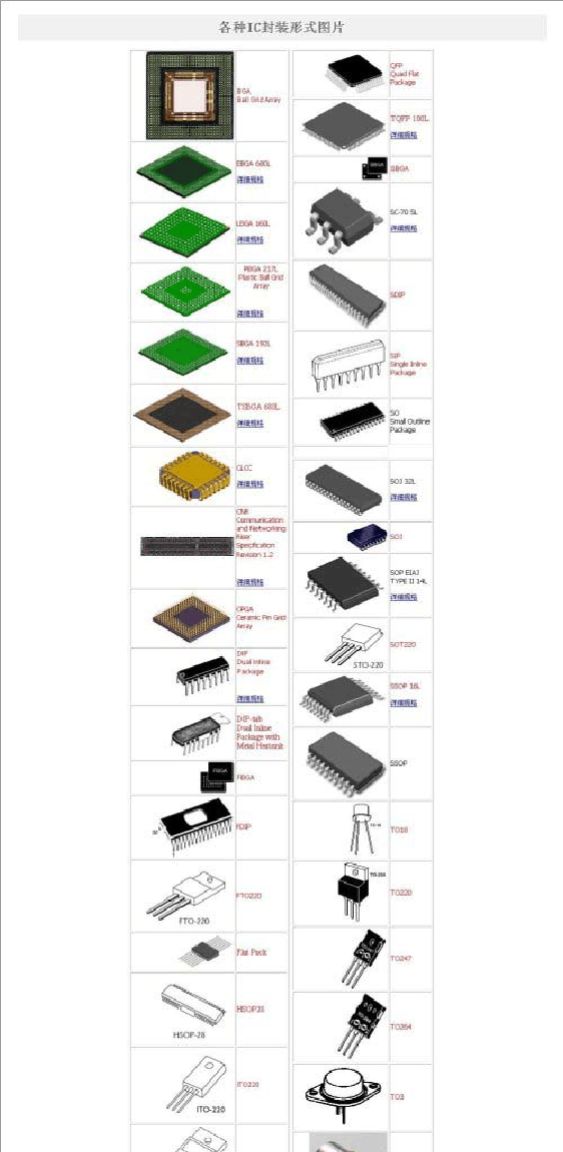 各种IC封装形式图片
BGA
Ball Grid Array
EBGA 680L
详细规格
LBGA 160L
详细规格
PBGA 217L
Plastic Ball Grid
Array
详细规格
SBGA 192L
详细规格
TSBGA 680L
详细规格
CLCC
详细规格
CNR
Communication
and Networking
Riser
Specification
Revision 1.2
详细规格
CPGA
Ceramic Pin Grid
Array
DIP
Dual Inline
Package
详细规格
DIP-tab
Dual Inline
Package with
Metal Heatsink
FBGA
FDIP
FTO220
FTO-220
Flat Pack
HSOP28
HSOP-28
ITO220
ITO-220
QFP
Quad Flat
Package
TQFP 100L
详细规格
SBGA
SC-70 5L
详细规格
SDIP
SIP
Single Inline
Package
SO
Small Outline
Package
SOJ 32L
详细规格
SOJ
SOP EIAJ
TYPE II 14L
详细规格
SOT220
STO-220
SSOP 16L
详细规格
SSOP
TO18
TO220
TO247
TO264
TO3